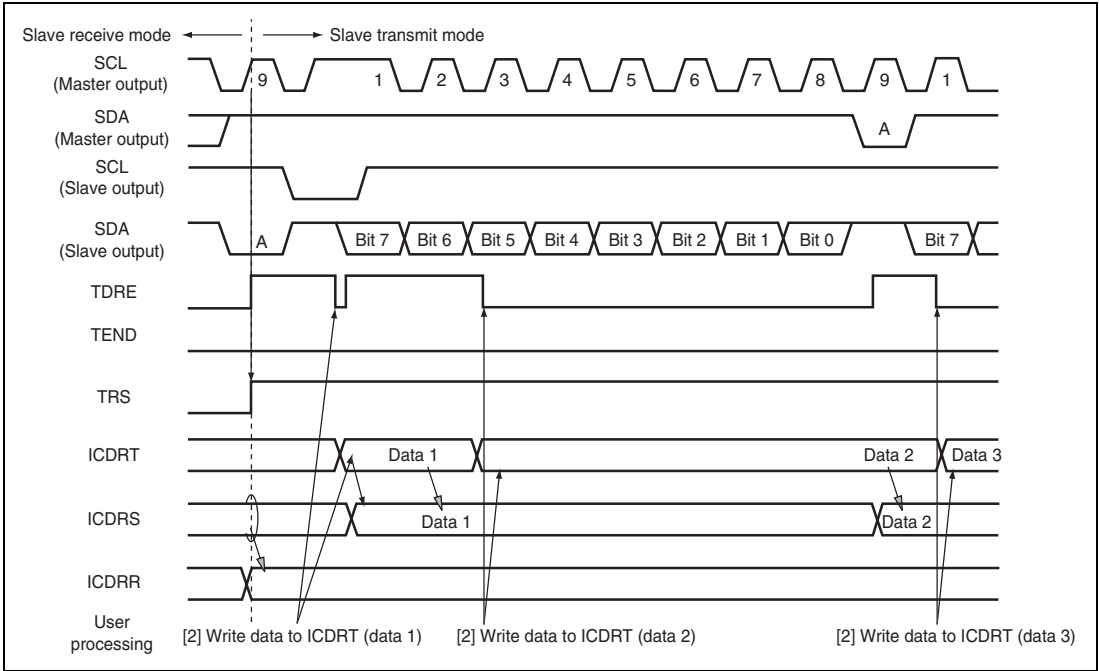 Slave receive mode Slave transmit mode
SCL
(Master output)
9 1 2 3 4 5 6 7 8 9 1
SDA
(Master output)
A
SCL
(Slave output)
SDA
(Slave output)
A Bit 7 Bit 6 Bit 5 Bit 4 Bit 3 Bit 2 Bit 1 Bit 0 Bit 7
TDRE
TEND
TRS
ICDRT
Data 1 Data 2 Data 3
ICDRS
Data 1 Data 2
ICDRR
User
processing
[2] Write data to ICDRT (data 1) [2] Write data to ICDRT (data 2) [2] Write data to ICDRT (data 3)